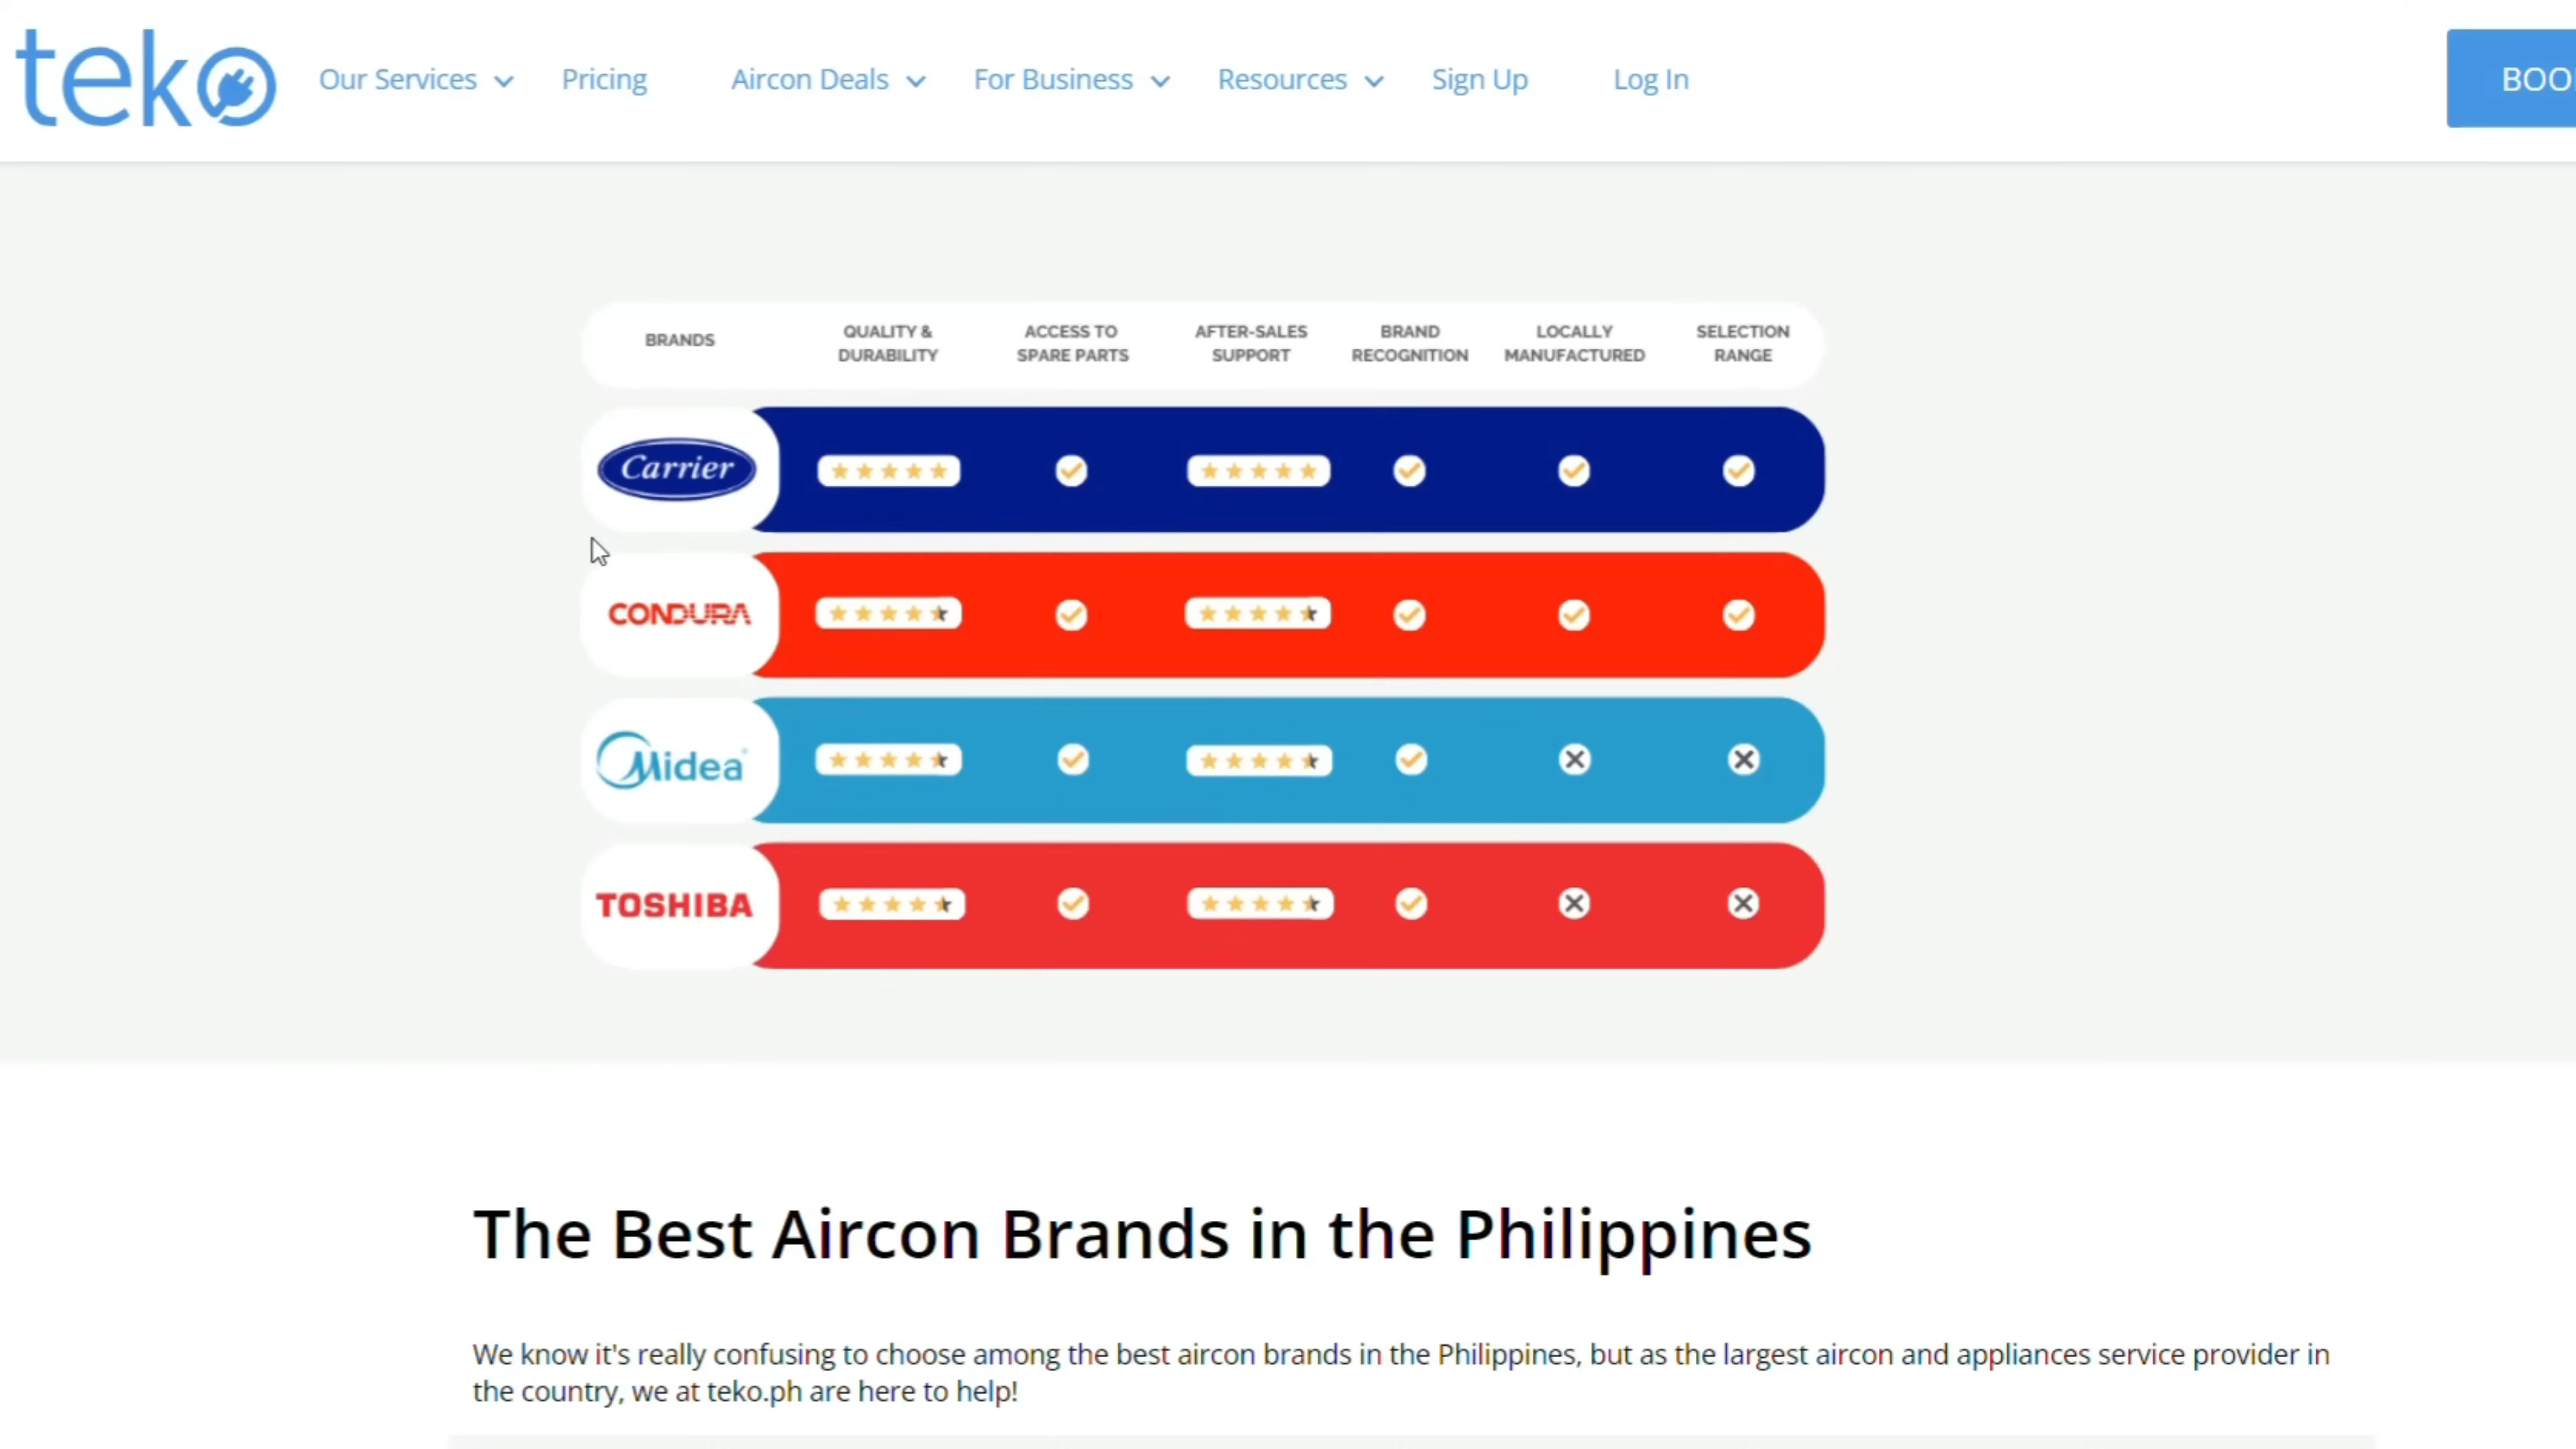 teko
Our Services
Pricing
Aircon Deals
For Business
Resources
Sign Up
Log In
BRANDS
QUALITY &
DURABILITY
ACCESS TO
SPARE PARTS
AFTER-SALES
SUPPORT
BRAND
RECOGNITION
LOCALLY
MANUFACTURED
SELECTION
RANGE
Carrier
CONDURA
Midea
TOSHIBA
The Best Aircon Brands in the Philippines
We know it's really confusing to choose among the best aircon brands in the Philippines, but as the largest aircon and appliances service provider in
the country, we at teko.ph are here to help!